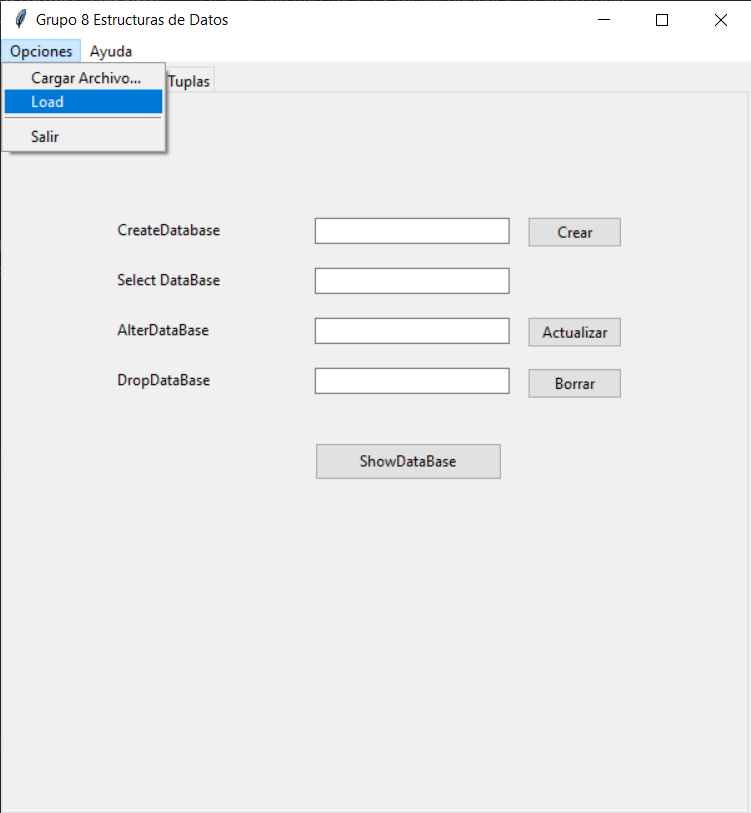 Grupo 8 Estructuras de Datos
Opciones Ayuda
Cargar Archivo...
Tuplas
Load
Salir
CreateDatabase
Crear
Select DataBase
AlterDataBase
Actualizar
DropDataBase
Borrar
ShowDataBase